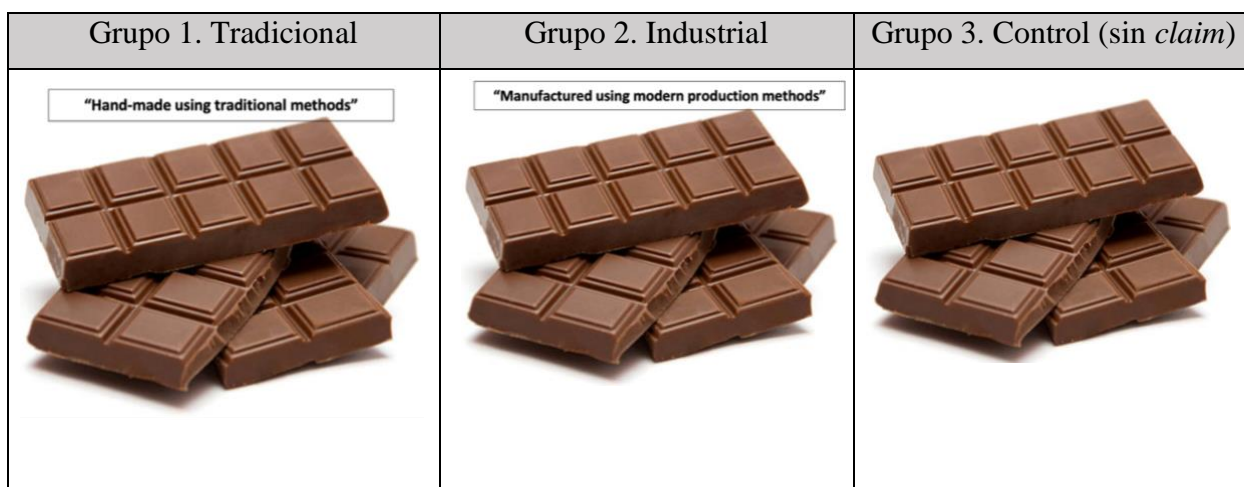 Grupo 1. Tradicional
Grupo 2. Industrial
Grupo 3. Control (sin claim)
"Hand-made using traditional methods"
"Manufactured using modern production methods"